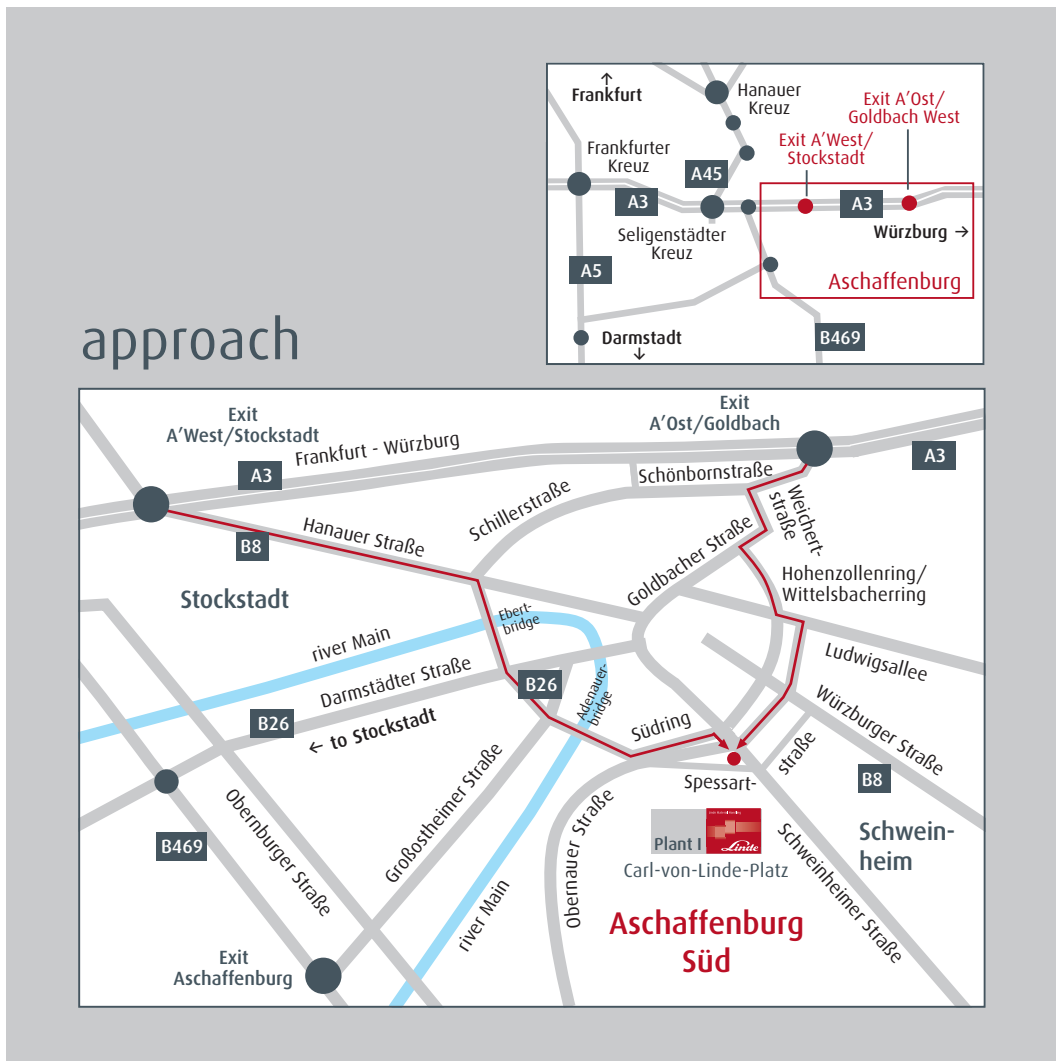 approach
↑
Frankfurt
Hanauer
Kreuz
Exit A’Ost/
Goldbach West
Exit A’West/
Stockstadt
Frankfurter
Kreuz
A45
A3
A3
Seligenstädter
Kreuz
Würzburg →
A5
Aschaffenburg
B469
Darmstadt
↓
Exit
A’West/Stockstadt
Exit
A’Ost/Goldbach
A3
Frankfurt - Würzburg
A3
Schönbornstraße
Weichert-
straße
Schillerstraße
Hanauer Straße
B8
Goldbacher Straße
Hohenzollenring/
Wittelsbacherring
Stockstadt
Ebert-
bridge
river Main
Ludwigsallee
Darmstädter Straße
B26
Adenauer-
bridge
B26
← to Stockstadt
Südring
Würzburger Straße
Spessart-
straße
B8
Großostheimer Straße
Obernburger Straße
Obernauer Straße
Plant I
Linde
Carl-von-Linde-Platz
Schweinheimer Straße
Schwein-
heim
B469
river Main
Aschaffenburg
Süd
Exit
Aschaffenburg